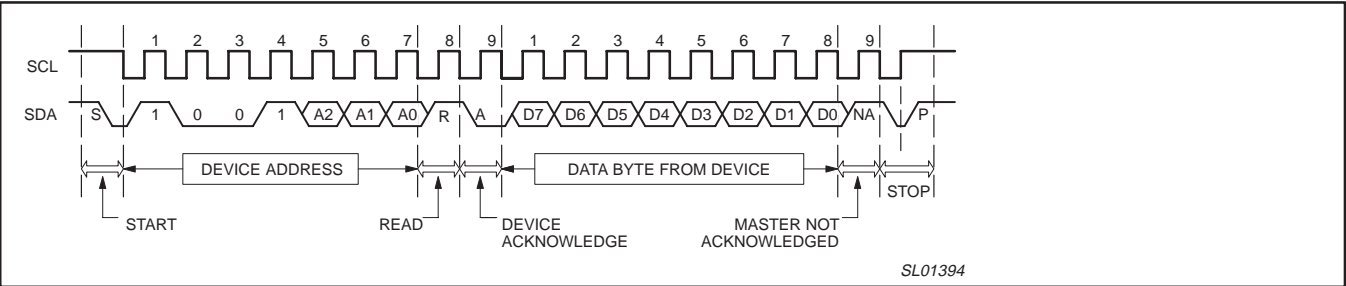 1 2 3 4 5 6 7 8 9 1 2 3 4 5 6 7 8 9
SCL
SDA S 1 0 0 1 A2 A1 A0 R A D7 D6 D5 D4 D3 D2 D1 D0 NA P
DEVICE ADDRESS DATA BYTE FROM DEVICE
STOP
START READ DEVICE MASTER NOT
ACKNOWLEDGE ACKNOWLEDGED
SL01394